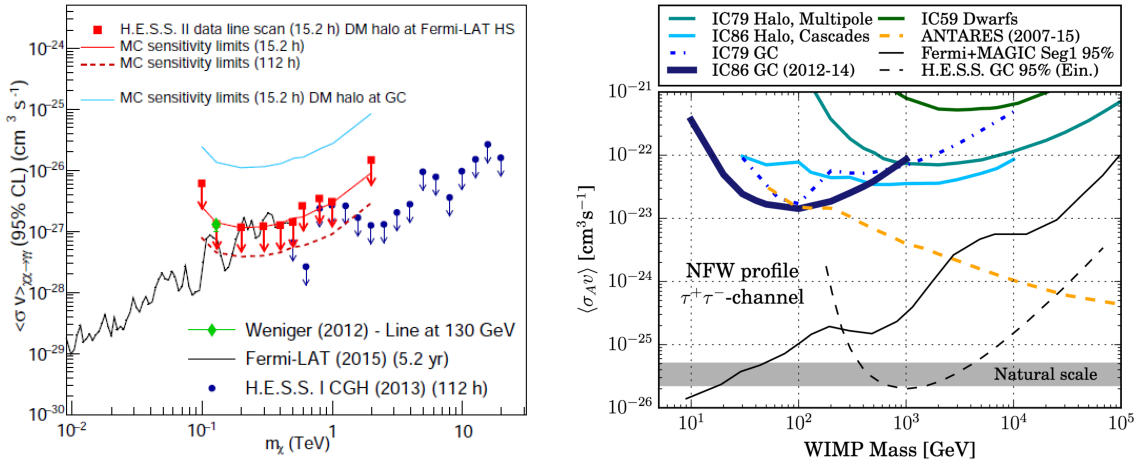 H.E.S.S. II data line scan (15.2 h) DM halo at Fermi-LAT HS
MC sensitivity limits (15.2 h)
MC sensitivity limits (112 h)
MC sensitivity limits (15.2 h) DM halo at GC
10⁻²⁴
10⁻²⁵
10⁻²⁶
10⁻²⁷
10⁻²⁸
10⁻²⁹
10⁻³⁰
<σ v>χχ→γγ (95% CL) (cm³ s⁻¹)
Weniger (2012) - Line at 130 GeV
Fermi-LAT (2015) (5.2 yr)
H.E.S.S. I CGH (2013) (112 h)
10⁻² 10⁻¹ 1 10
mχ (TeV)
IC79 Halo, Multipole
IC86 Halo, Cascades
IC79 GC
IC86 GC (2012-14)
IC59 Dwarfs
ANTARES (2007-15)
Fermi+MAGIC Seg1 95%
H.E.S.S. GC 95% (Ein.)
10⁻²¹
10⁻²²
10⁻²³
10⁻²⁴
10⁻²⁵
10⁻²⁶
⟨σ_A v⟩ [cm³s⁻¹]
NFW profile
τ⁺τ⁻-channel
Natural scale
10¹ 10² 10³ 10⁴ 10⁵
WIMP Mass [GeV]